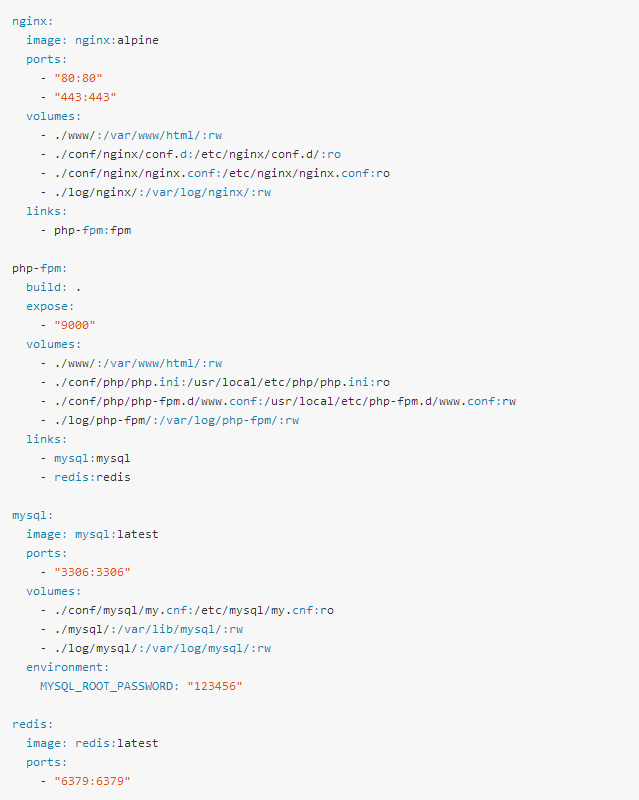 nginx:
  image: nginx:alpine
  ports:
    - "80:80"
    - "443:443"
  volumes:
    - ./www/:/var/www/html/:rw
    - ./conf/nginx/conf.d:/etc/nginx/conf.d/:ro
    - ./conf/nginx/nginx.conf:/etc/nginx/nginx.conf:ro
    - ./log/nginx/:/var/log/nginx/:rw
  links:
    - php-fpm:fpm

php-fpm:
  build: .
  expose:
    - "9000"
  volumes:
    - ./www/:/var/www/html/:rw
    - ./conf/php/php.ini:/usr/local/etc/php/php.ini:ro
    - ./conf/php/php-fpm.d/www.conf:/usr/local/etc/php-fpm.d/www.conf:rw
    - ./log/php-fpm/:/var/log/php-fpm/:rw
  links:
    - mysql:mysql
    - redis:redis

mysql:
  image: mysql:latest
  ports:
    - "3306:3306"
  volumes:
    - ./conf/mysql/my.cnf:/etc/mysql/my.cnf:ro
    - ./mysql/:/var/lib/mysql/:rw
    - ./log/mysql/:/var/log/mysql/:rw
  environment:
    MYSQL_ROOT_PASSWORD: "123456"

redis:
  image: redis:latest
  ports:
    - "6379:6379"